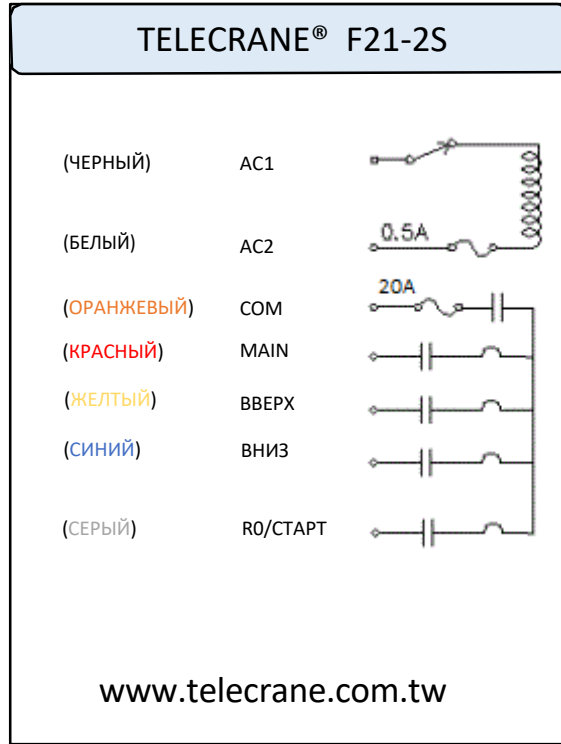 TELECRANE® F21-2S
(ЧЕРНЫЙ) AC1
(БЕЛЫЙ) AC2 0.5A
20A
(ОРАНЖЕВЫЙ) COM
(КРАСНЫЙ) MAIN
(ЖЕЛТЫЙ) ВВЕРХ
(СИНИЙ) ВНИЗ
(СЕРЫЙ) R0/СТАРТ
www.telecrane.com.tw